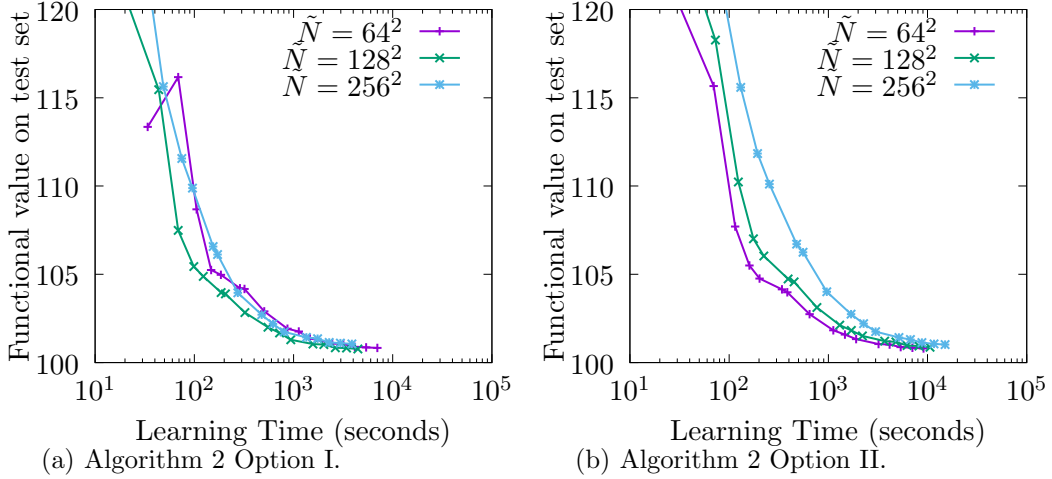 Functional value on test set
120
115
110
105
100
10^1
10^2
10^3
10^4
10^5
Ñ = 64^2
Ñ = 128^2
Ñ = 256^2
Learning Time (seconds)
(a) Algorithm 2 Option I.
Functional value on test set
120
115
110
105
100
10^1
10^2
10^3
10^4
10^5
Ñ = 64^2
Ñ = 128^2
Ñ = 256^2
Learning Time (seconds)
(b) Algorithm 2 Option II.